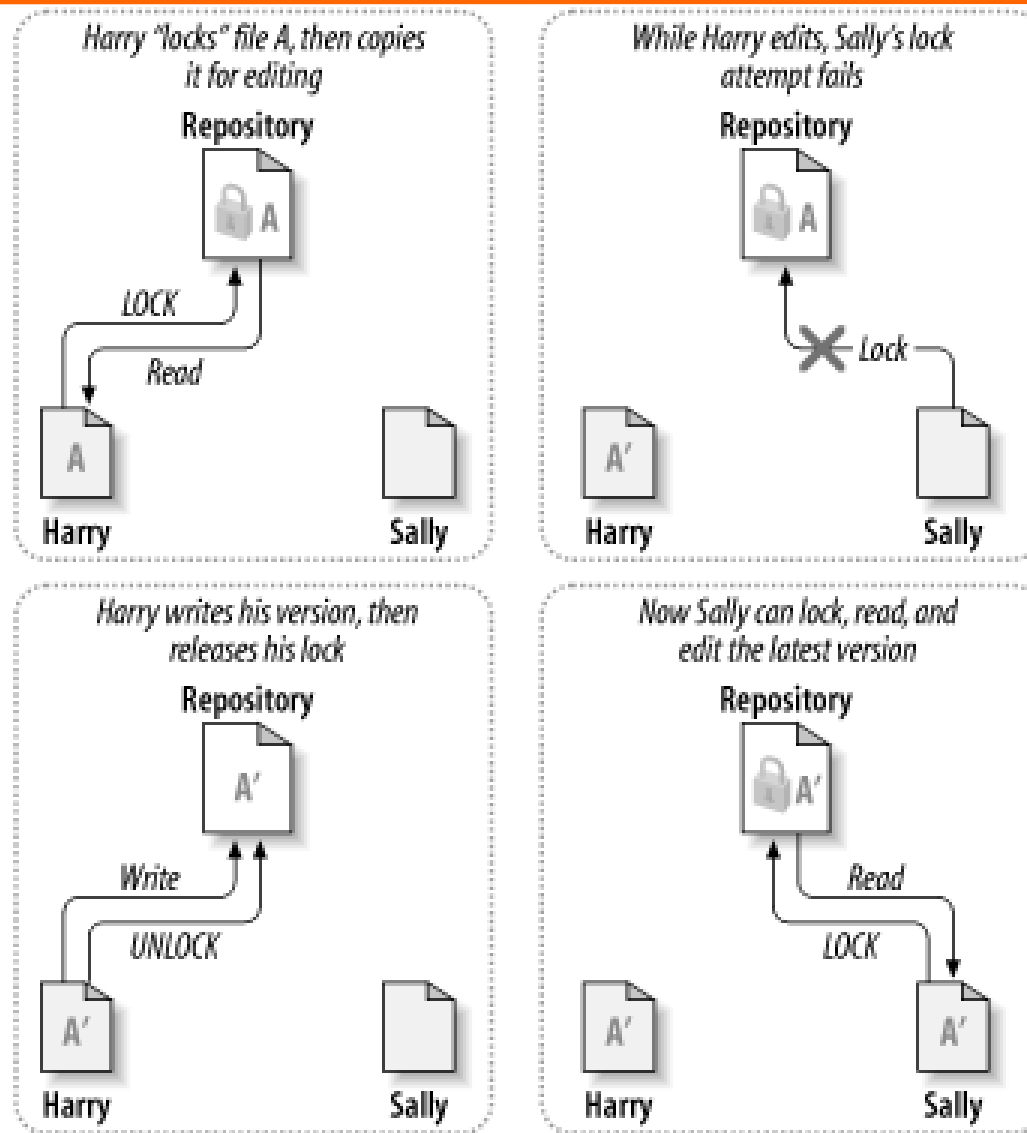 Harry “locks” file A, then copies
it for editing
Repository
A
LOCK
Read
A
Harry
Sally
While Harry edits, Sally’s lock
attempt fails
Repository
A
Lock
A’
Harry
Sally
Harry writes his version, then
releases his lock
Repository
A’
Write
UNLOCK
A’
Harry
Sally
Now Sally can lock, read, and
edit the latest version
Repository
A’
Read
LOCK
A’
A’
Harry
Sally